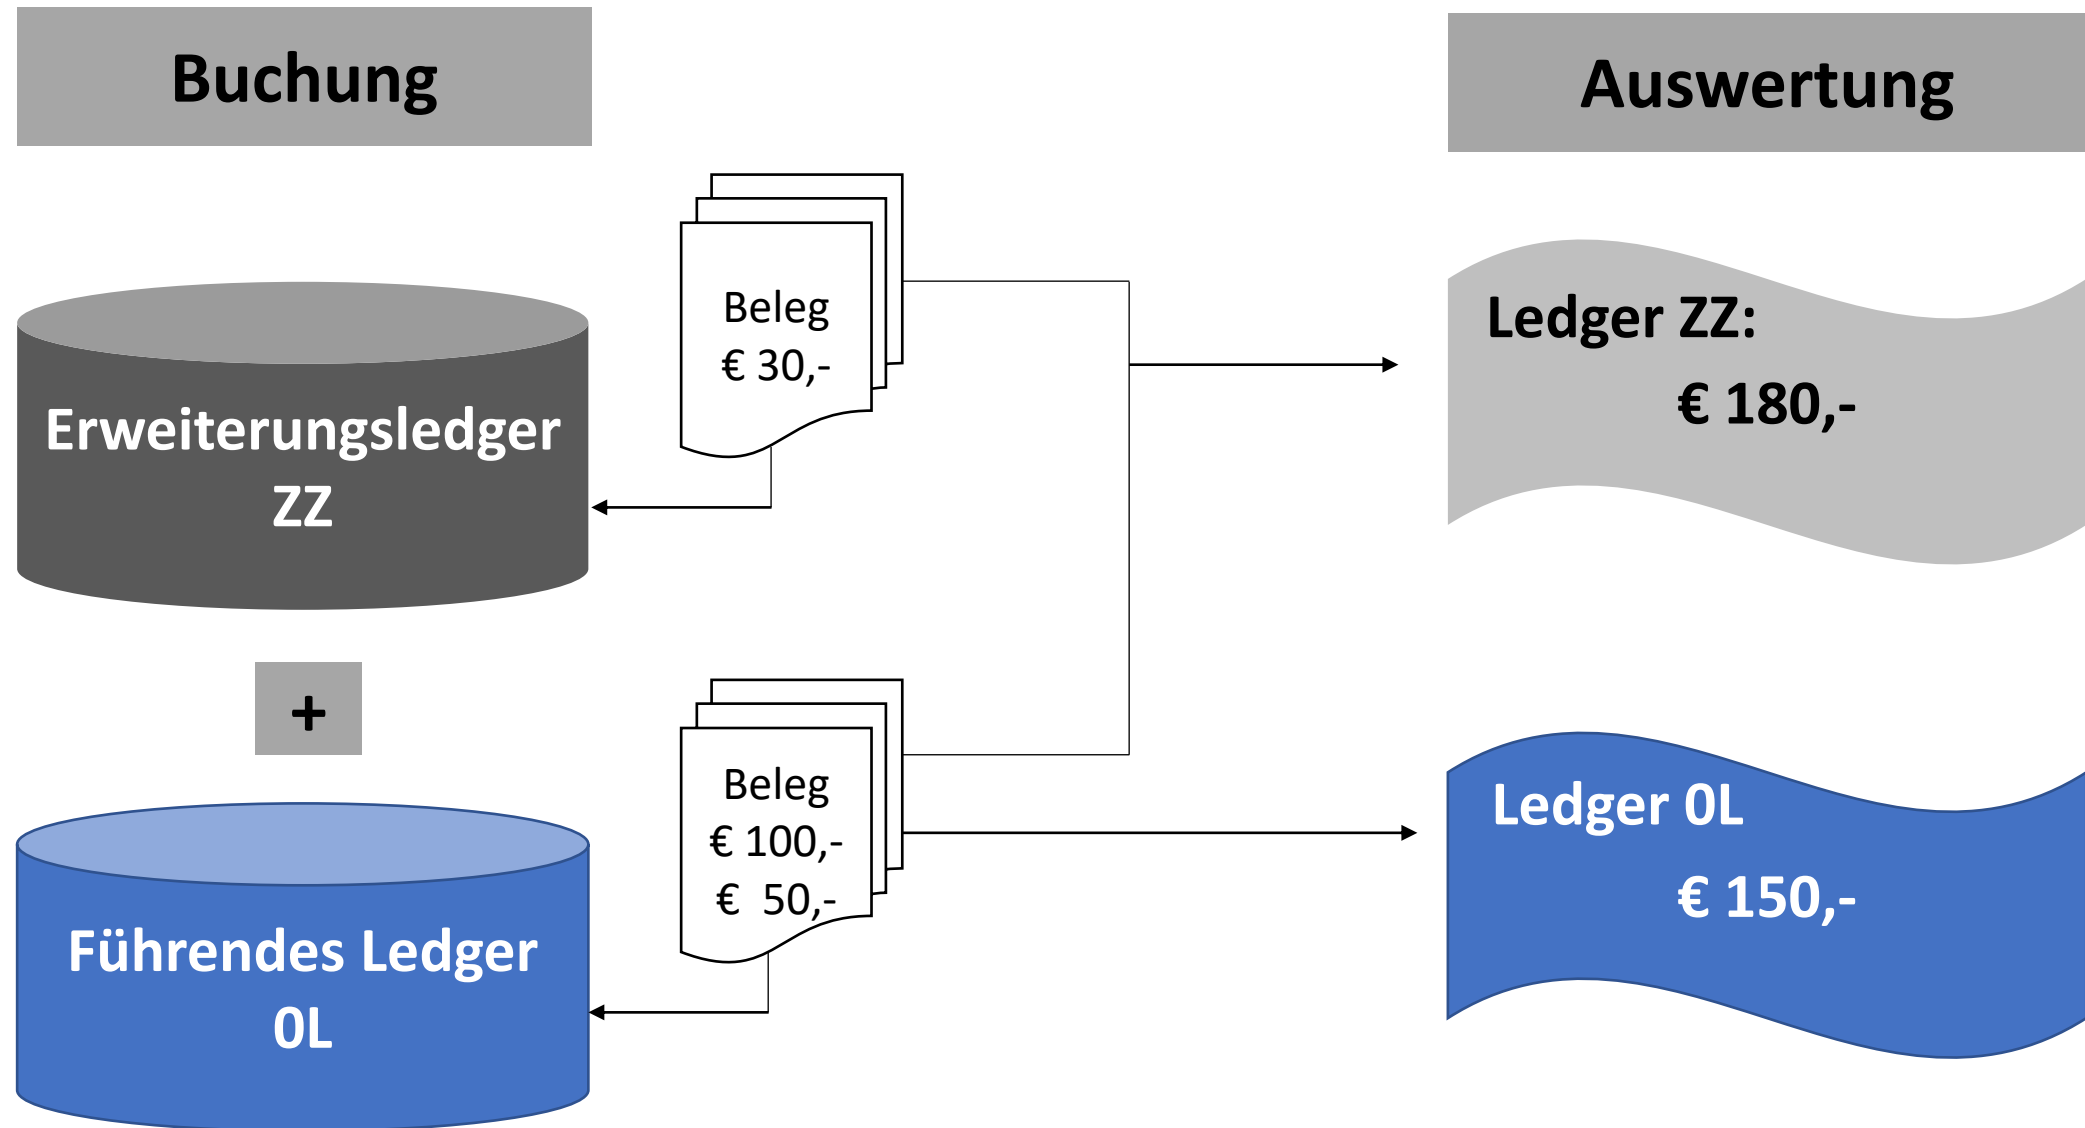 Buchung
Auswertung
Beleg
€ 30,-
Erweiterungsledger
ZZ
Ledger ZZ:
€ 180,-
+
Beleg
€ 100,-
€ 50,-
Führendes Ledger
0L
Ledger 0L
€ 150,-